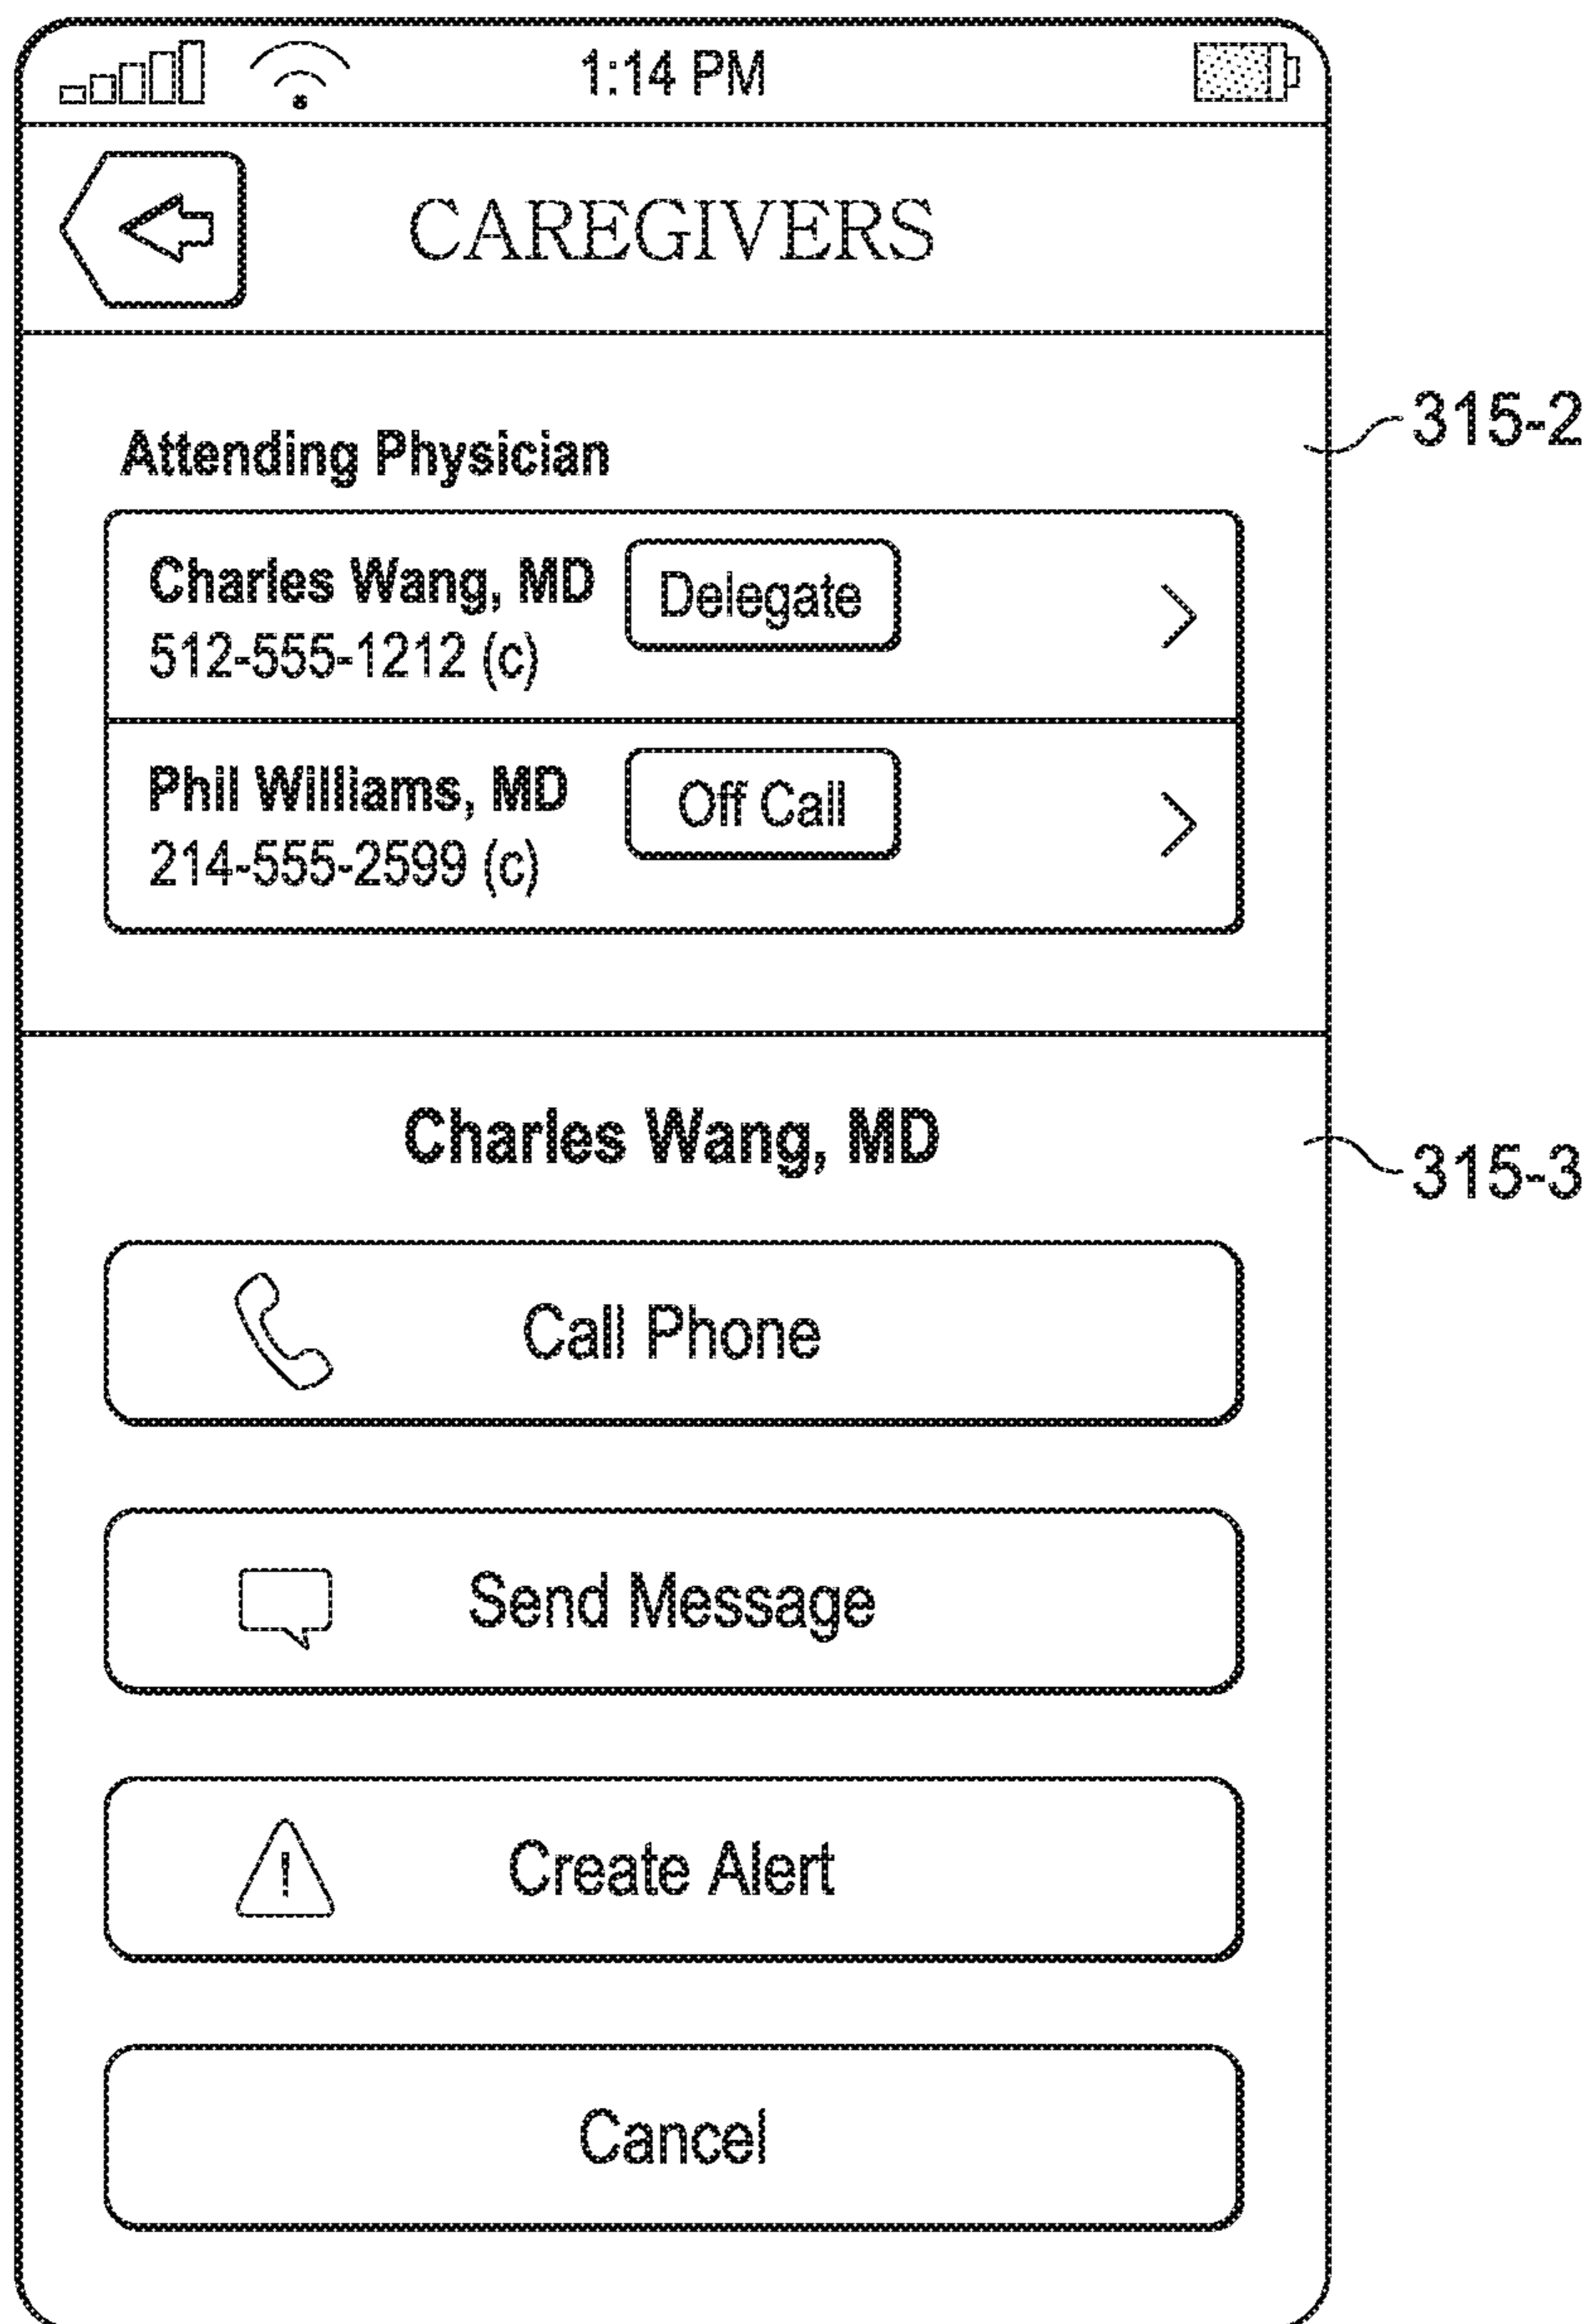 1:14 PM
CAREGIVERS
315-2
Attending Physician
Charles Wang, MD Delegate
512-555-1212 (c)
Phil Williams, MD Off Call
214-555-2599 (c)
Charles Wang, MD
315-3
Call Phone
Send Message
! Create Alert
Cancel